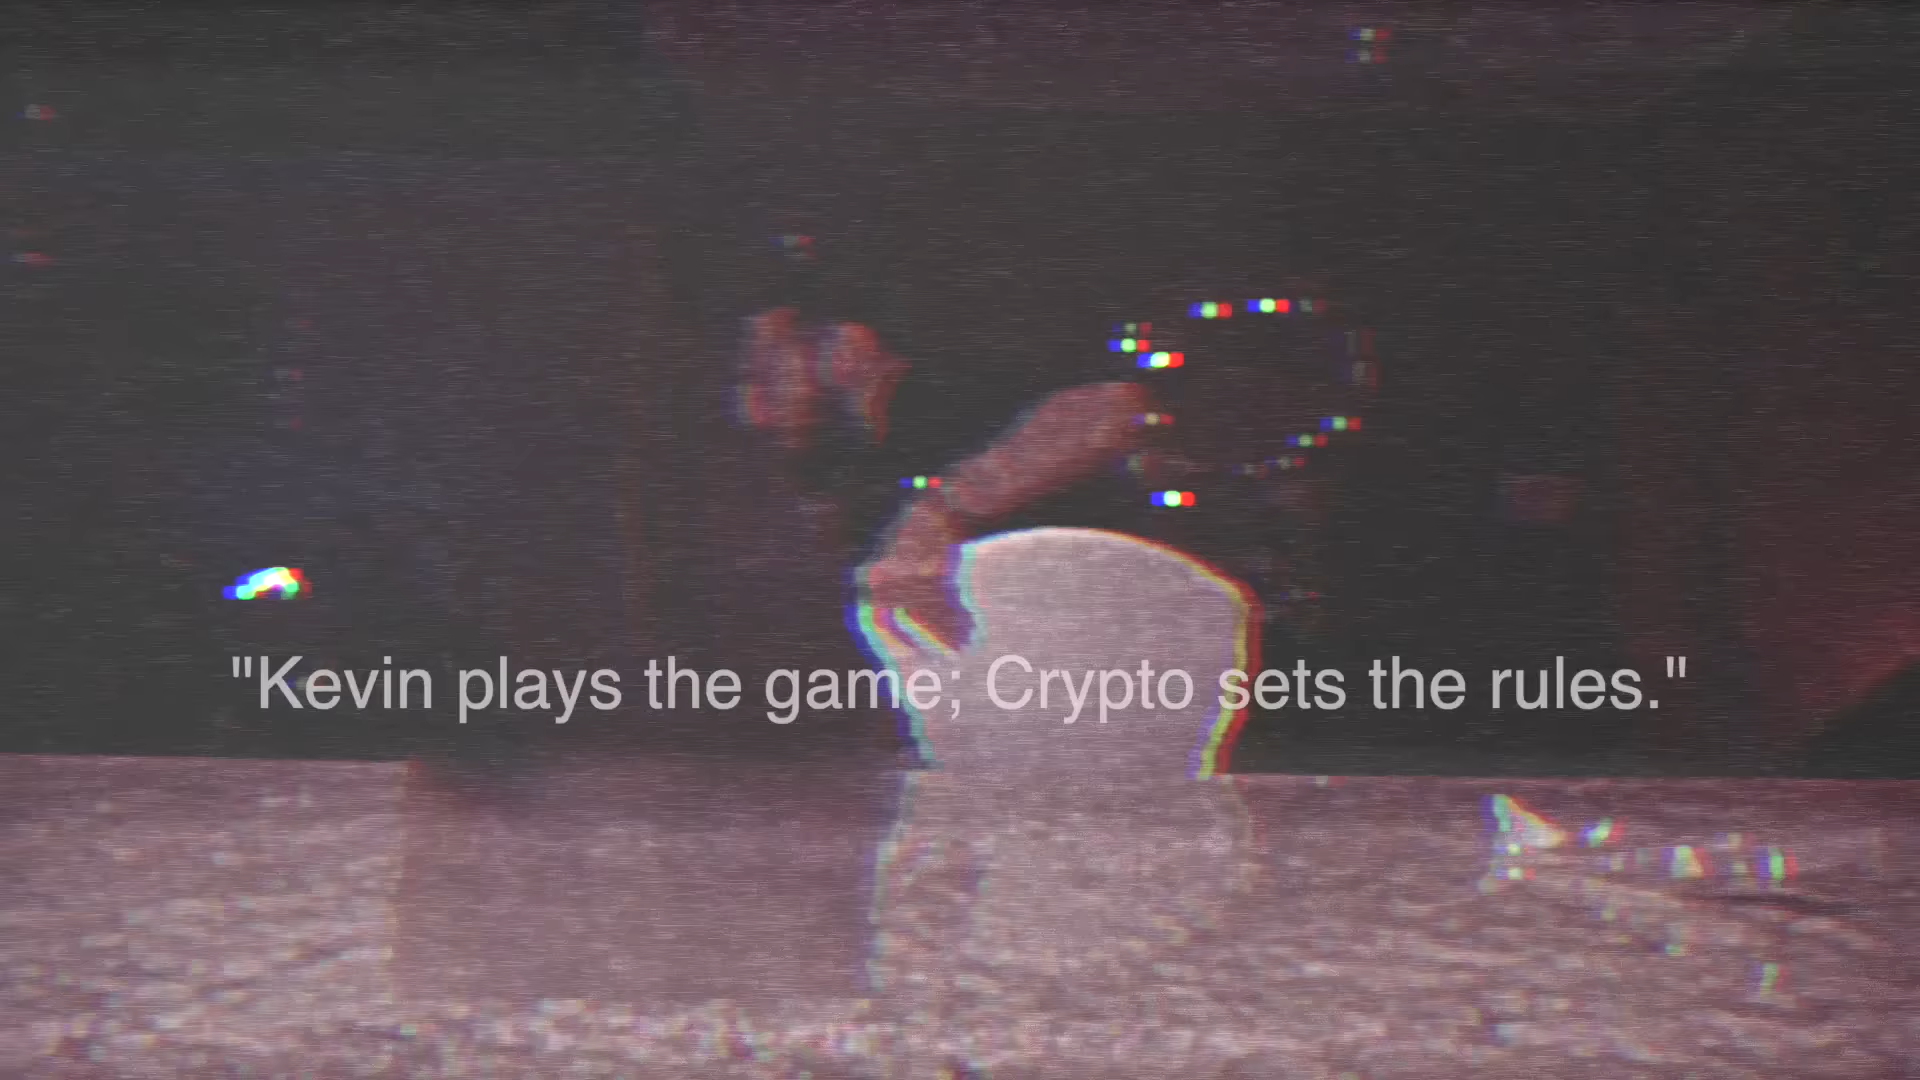 "Kevin plays the game; Crypto sets the rules."